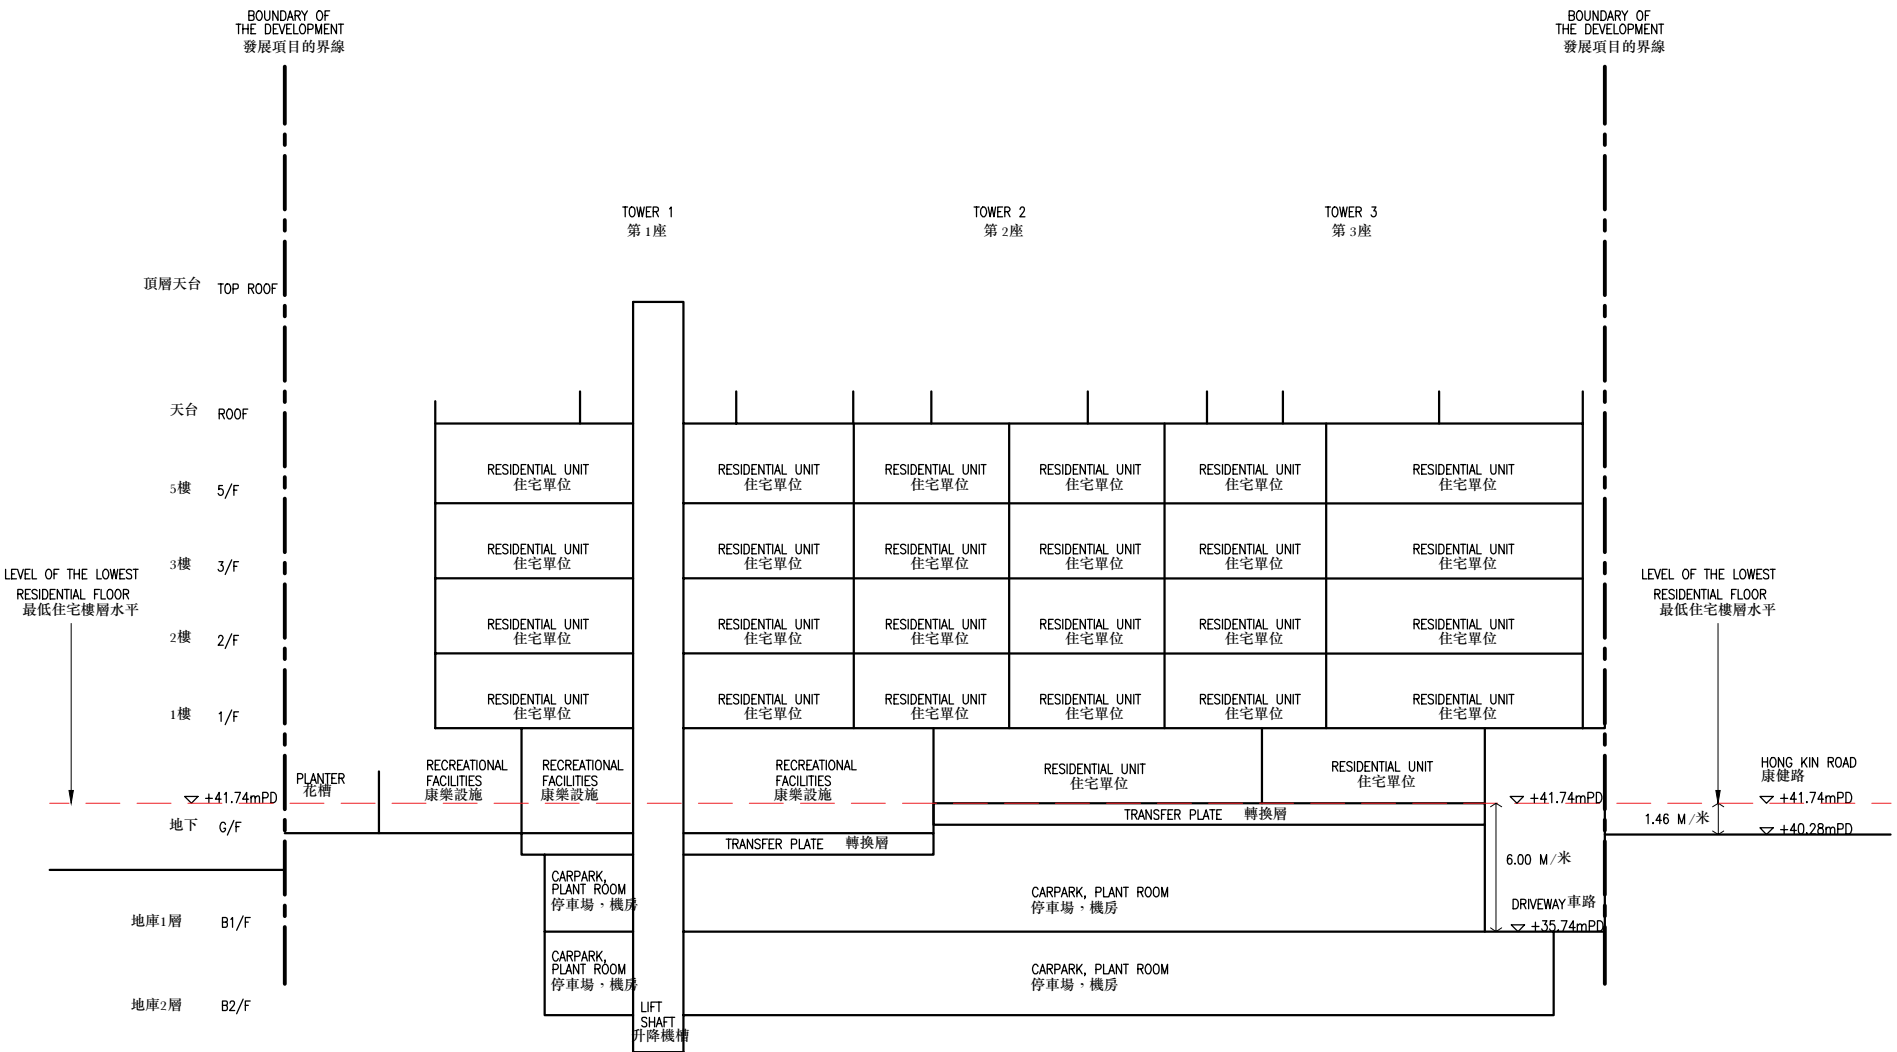 BOUNDARY OF
THE DEVELOPMENT
發展項目的界線
BOUNDARY OF
THE DEVELOPMENT
發展項目的界線
TOWER 1
第 1座
TOWER 2
第 2座
TOWER 3
第 3座
頂層天台 TOP ROOF
天台 ROOF
5樓 5/F
RESIDENTIAL UNIT
住宅單位
RESIDENTIAL UNIT
住宅單位
RESIDENTIAL UNIT
住宅單位
RESIDENTIAL UNIT
住宅單位
RESIDENTIAL UNIT
住宅單位
RESIDENTIAL UNIT
住宅單位
3樓 3/F
RESIDENTIAL UNIT
住宅單位
RESIDENTIAL UNIT
住宅單位
RESIDENTIAL UNIT
住宅單位
RESIDENTIAL UNIT
住宅單位
RESIDENTIAL UNIT
住宅單位
RESIDENTIAL UNIT
住宅單位
LEVEL OF THE LOWEST
RESIDENTIAL FLOOR
最低住宅樓層水平
LEVEL OF THE LOWEST
RESIDENTIAL FLOOR
最低住宅樓層水平
2樓 2/F
RESIDENTIAL UNIT
住宅單位
RESIDENTIAL UNIT
住宅單位
RESIDENTIAL UNIT
住宅單位
RESIDENTIAL UNIT
住宅單位
RESIDENTIAL UNIT
住宅單位
RESIDENTIAL UNIT
住宅單位
1樓 1/F
RESIDENTIAL UNIT
住宅單位
RESIDENTIAL UNIT
住宅單位
RESIDENTIAL UNIT
住宅單位
RESIDENTIAL UNIT
住宅單位
RESIDENTIAL UNIT
住宅單位
RESIDENTIAL UNIT
住宅單位
PLANTER
花槽
RECREATIONAL
FACILITIES
康樂設施
RECREATIONAL
FACILITIES
康樂設施
RECREATIONAL
FACILITIES
康樂設施
RESIDENTIAL UNIT
住宅單位
RESIDENTIAL UNIT
住宅單位
HONG KIN ROAD
康健路
+41.74mPD
+41.74mPD
+41.74mPD
地下 G/F
TRANSFER PLATE 轉換層
1.46 M/米
+40.28mPD
TRANSFER PLATE 轉換層
6.00 M/米
CARPARK,
PLANT ROOM
停車場，機房
CARPARK, PLANT ROOM
停車場，機房
DRIVEWAY 車路
+35.74mPD
地庫1層 B1/F
CARPARK,
PLANT ROOM
停車場，機房
CARPARK, PLANT ROOM
停車場，機房
地庫2層 B2/F
LIFT
SHAFT
升降機槽